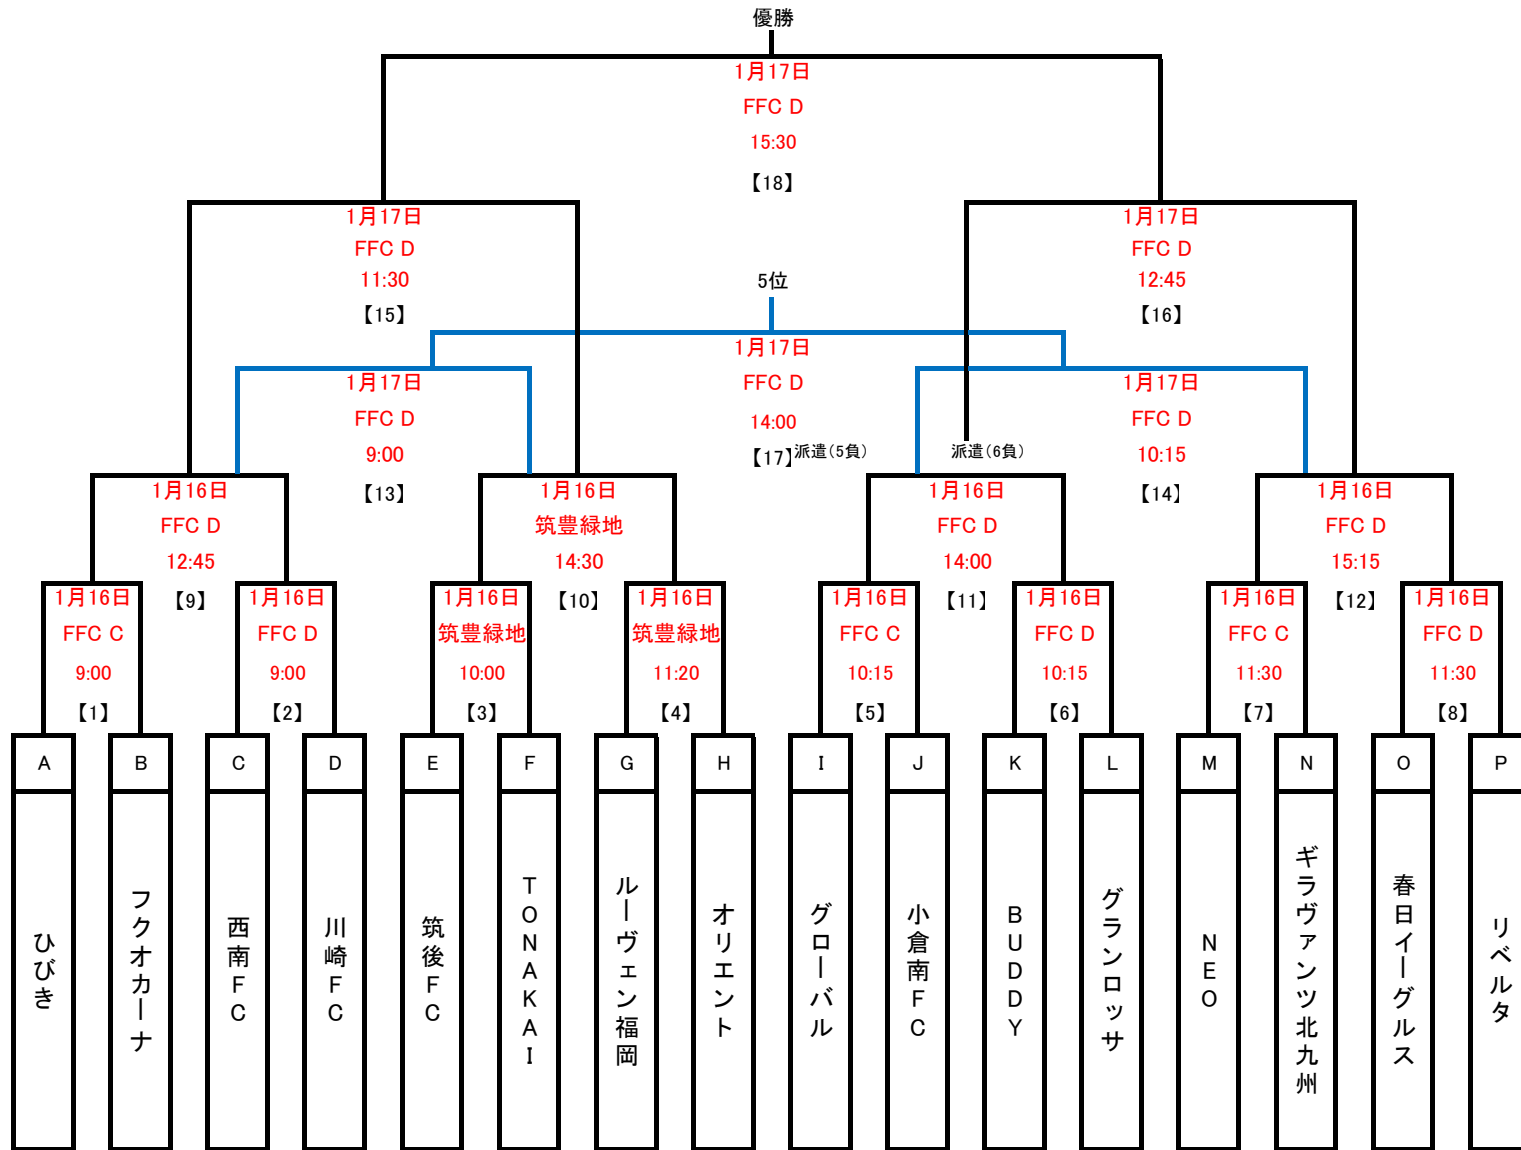 優勝
1月17日
FFC D
15:30
【18】
1月17日
FFC D
11:30
【15】
1月17日
FFC D
12:45
【16】
5位
1月17日
FFC D
14:00
【17】
1月17日
FFC D
9:00
【13】
1月17日
FFC D
10:15
【14】
派遣(5負)
派遣(6負)
1月16日
FFC D
12:45
【9】
1月16日
筑豊緑地
14:30
【10】
1月16日
FFC D
14:00
【11】
1月16日
FFC D
15:15
【12】
1月16日
FFC C
9:00
【1】
1月16日
FFC D
9:00
【2】
1月16日
筑豊緑地
10:00
【3】
1月16日
筑豊緑地
11:20
【4】
1月16日
FFC C
10:15
【5】
1月16日
FFC D
10:15
【6】
1月16日
FFC C
11:30
【7】
1月16日
FFC D
11:30
【8】
A
ひびき
B
フクオカーナ
C
西南FC
D
川崎FC
E
筑後FC
F
TONAKAI
G
ルーヴェン福岡
H
オリエント
I
グローバル
J
小倉南FC
K
BUDDY
L
グランロッサ
M
NEO
N
ギラヴァンツ北九州
O
春日イーグルス
P
リベルタ